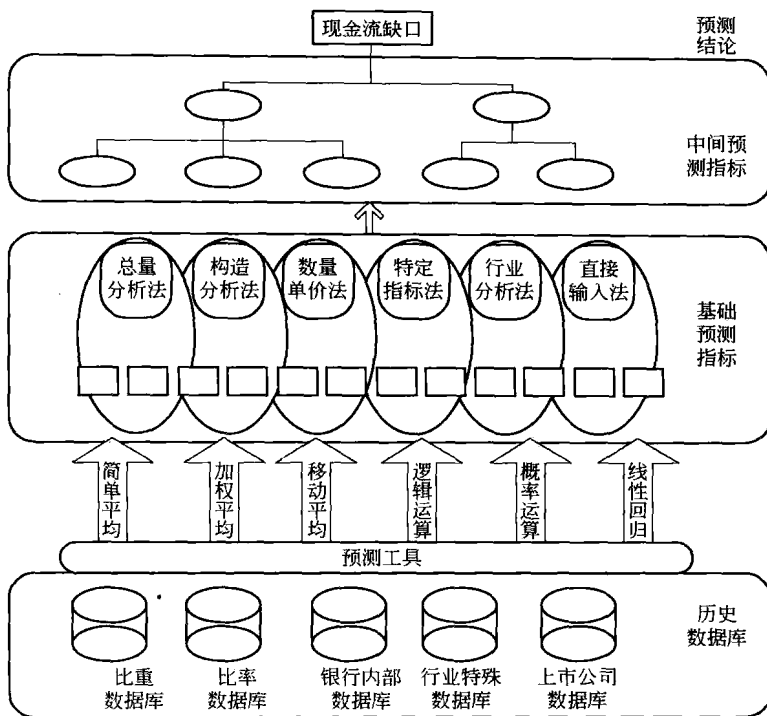 现金流缺口
预测
结论
中间预
测指标
总量
分析法
构造
分析法
数量
单价法
特定
指标法
行业
分析法
直接
输入法
基础
预测
指标
简单平均
加权平均
移动平均
逻辑运算
概率运算
线性回归
预测工具
历史
数据库
比重
数据库
比率
数据库
银行内部
数据库
行业特殊
数据库
上市公司
数据库